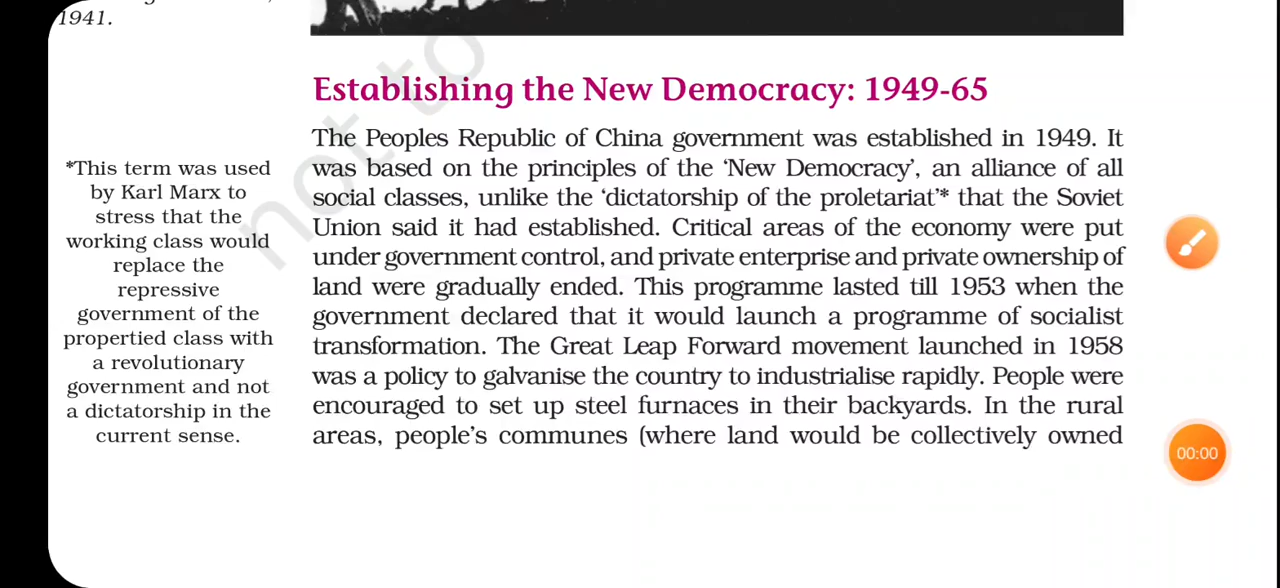 1941.
Establishing the New Democracy: 1949-65
The Peoples Republic of China government was established in 1949. It
was based on the principles of the ‘New Democracy’, an alliance of all
social classes, unlike the ‘dictatorship of the proletariat’* that the Soviet
Union said it had established. Critical areas of the economy were put
under government control, and private enterprise and private ownership of
land were gradually ended. This programme lasted till 1953 when the
government declared that it would launch a programme of socialist
transformation. The Great Leap Forward movement launched in 1958
was a policy to galvanise the country to industrialise rapidly. People were
encouraged to set up steel furnaces in their backyards. In the rural
areas, people’s communes (where land would be collectively owned
*This term was used
by Karl Marx to
stress that the
working class would
replace the
repressive
government of the
propertied class with
a revolutionary
government and not
a dictatorship in the
current sense.
not to
00:00